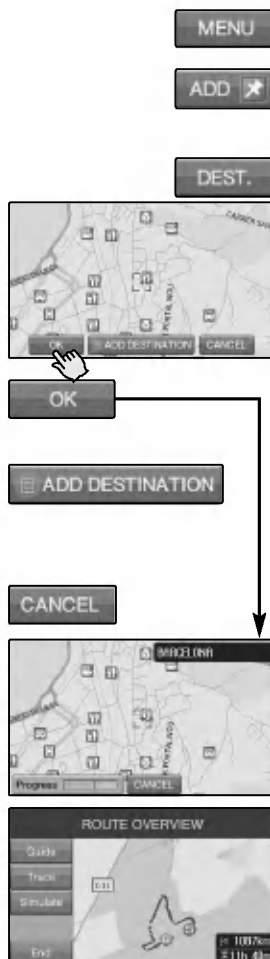 MENU
ADD
DEST.
OK ADD DESTINATION CANCEL
OK
ADD DESTINATION
CANCEL
BARCELONA
Progress CANCEL
ROUTE OVERVIEW
Guide
Track
Simulate
End